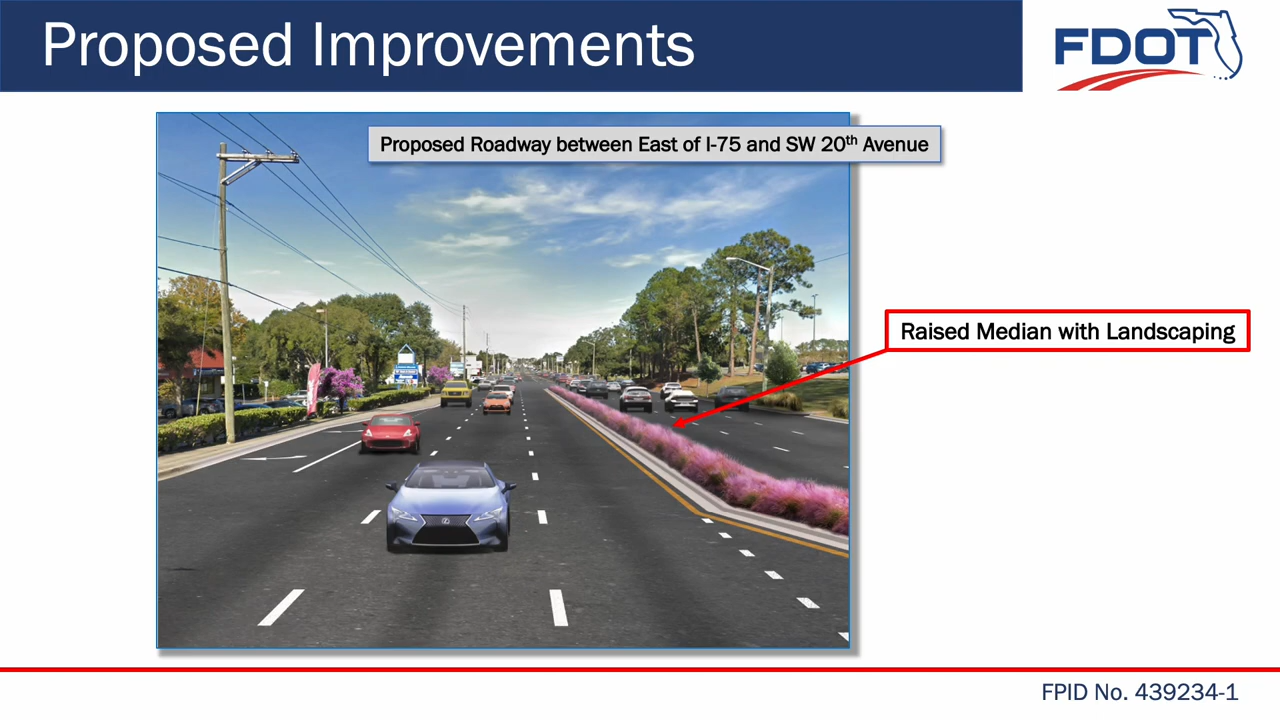 Proposed Improvements
FDOT
Proposed Roadway between East of I-75 and SW 20th Avenue
Raised Median with Landscaping
FPID No. 439234-1